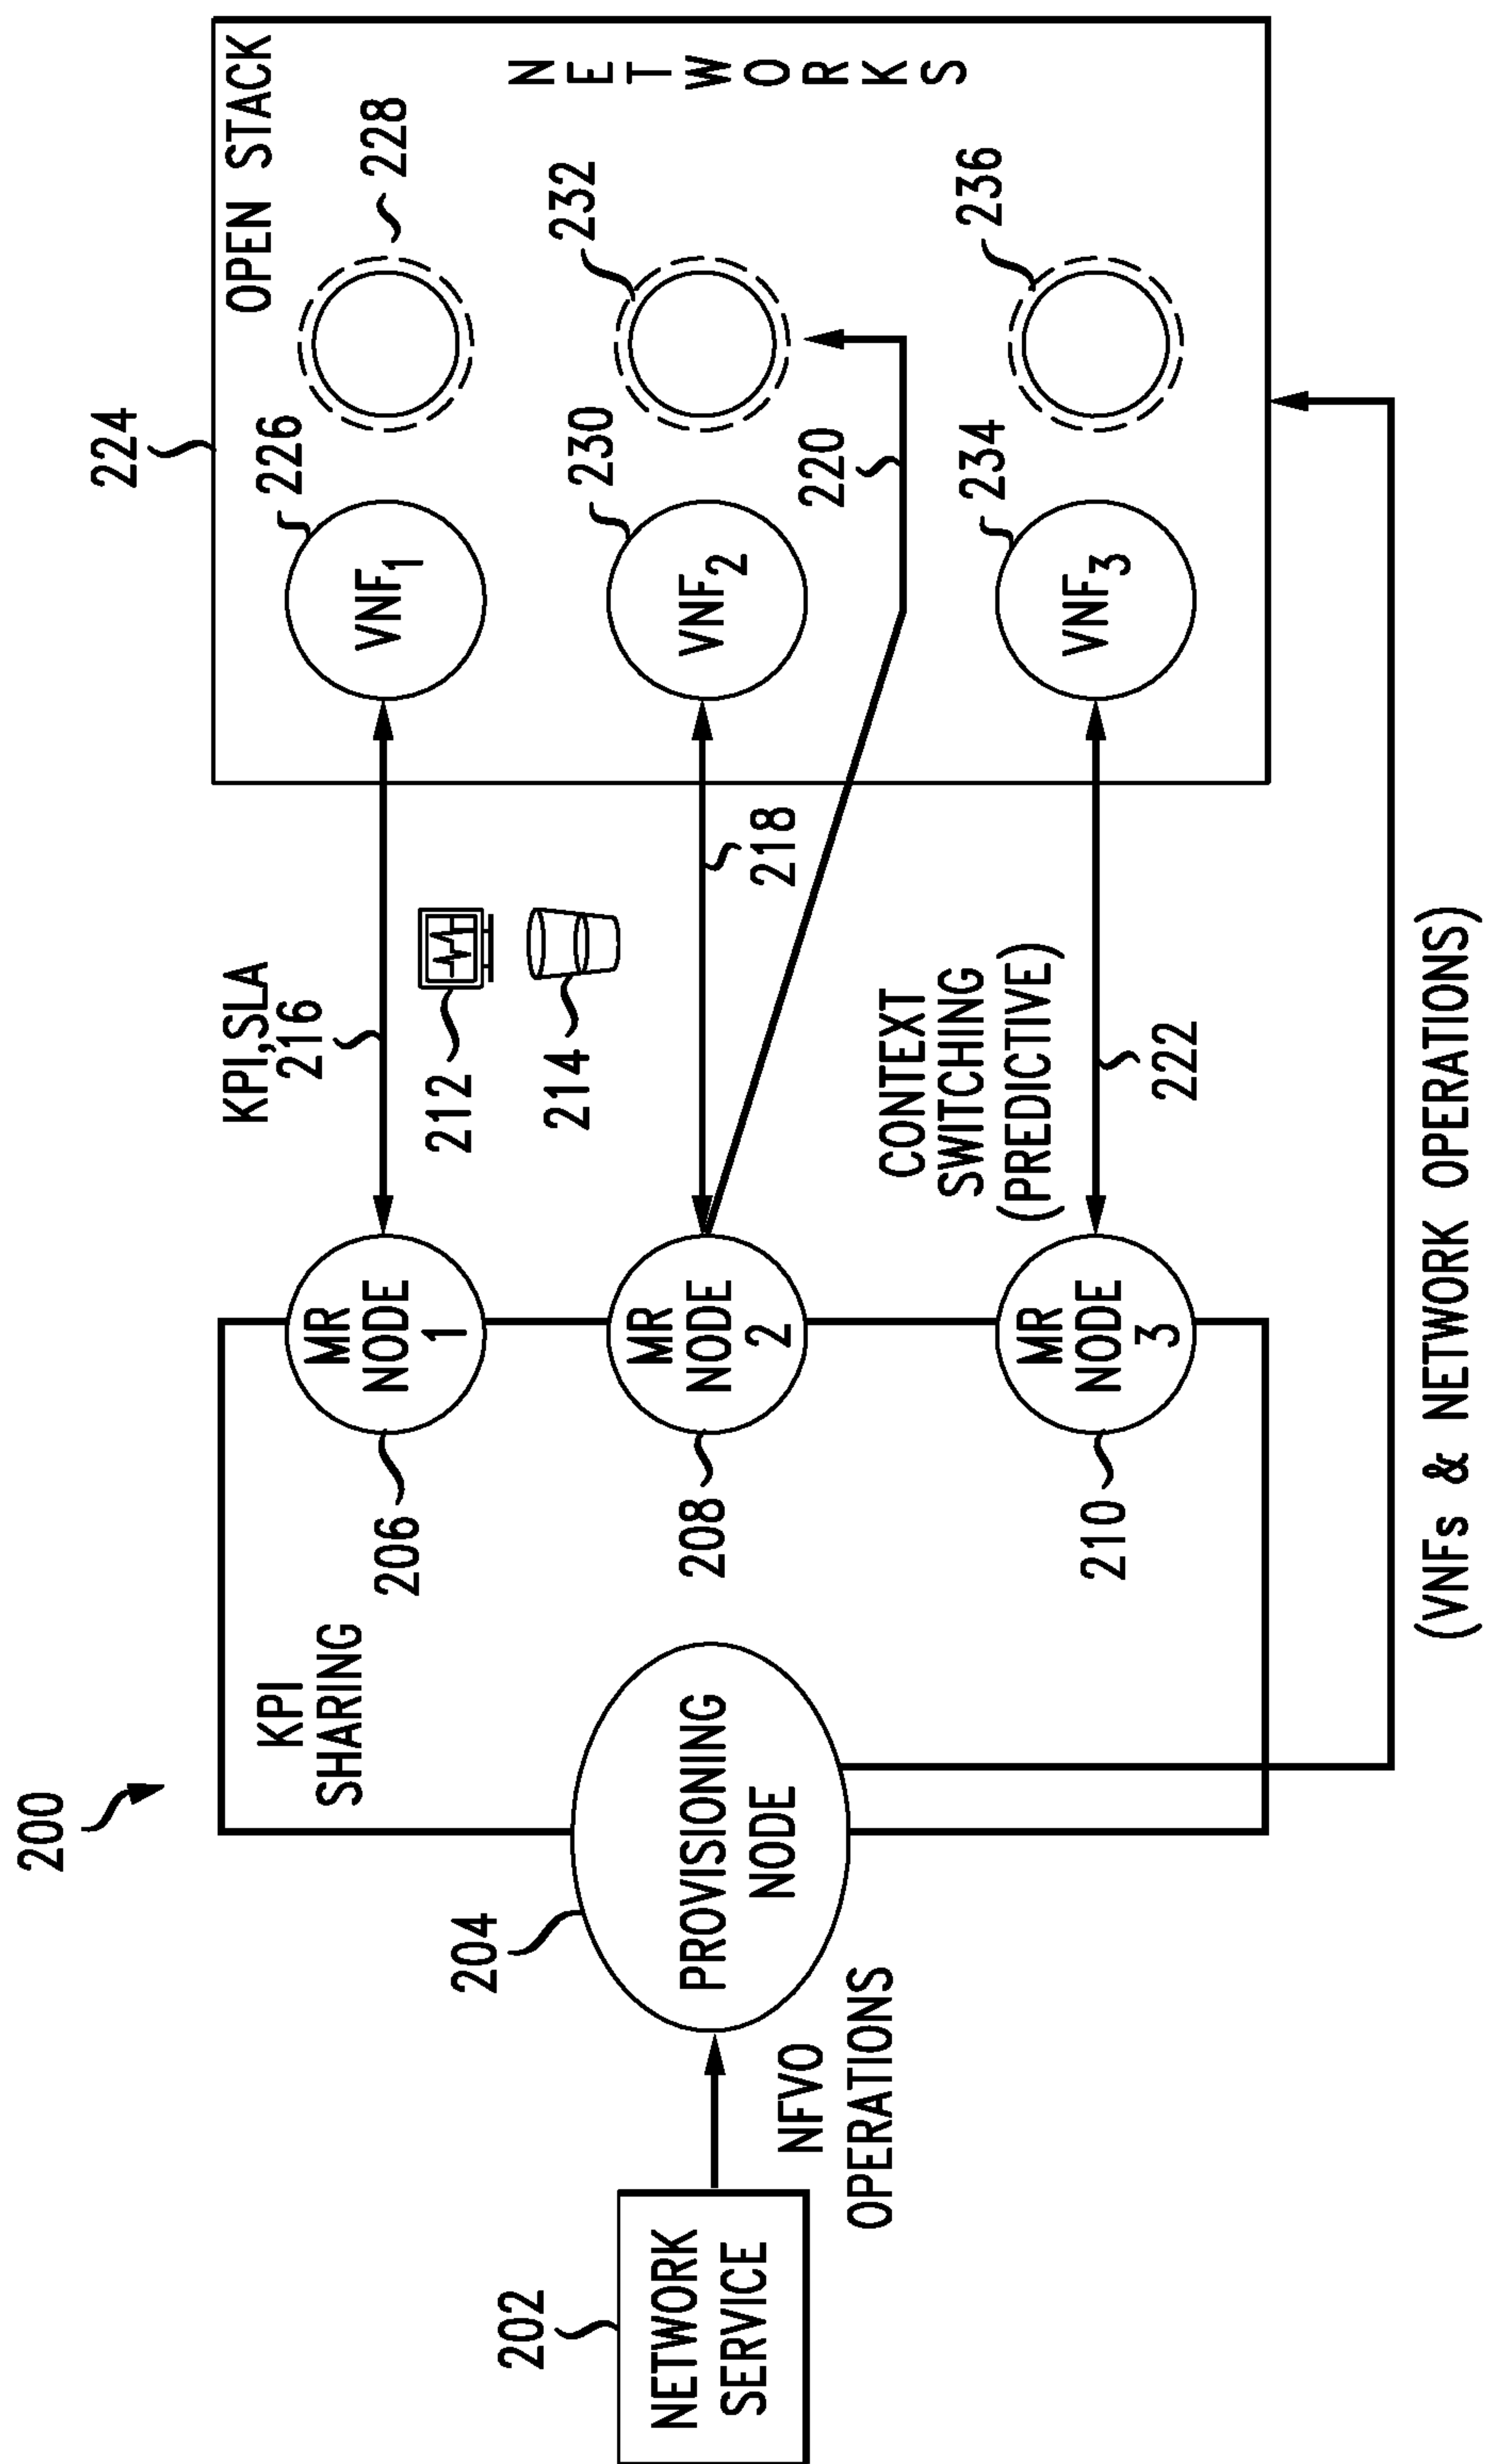 200
NETWORK
SERVICE
202
NFVO
OPERATIONS
PROVISIONING
NODE
204
KPI
SHARING
MR
NODE
1
206
MR
NODE
2
208
MR
NODE
3
210
KPI,SLA
216
212
214
218
220
CONTEXT
SWITCHING
(PREDICTIVE)
222
224
OPEN STACK
NETWORKS
VNF1
226
228
VNF2
230
232
VNF3
234
236
(VNFs & NETWORK OPERATIONS)